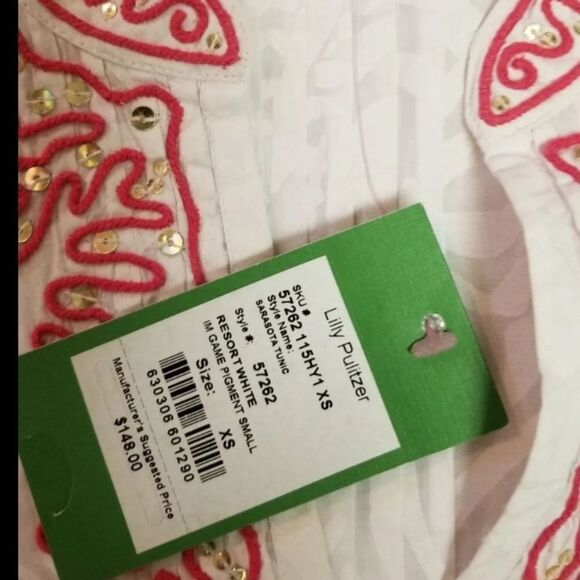 Lilly Pulitzer
SKU #
57262 115HY1 XS
Style Name:
SARASOTA TUNIC
Style #: 57262
RESORT WHITE
IM GAME PIGMENT SMALL
Size: XS
630306 601290
Manufacturer's Suggested Price
$148.00